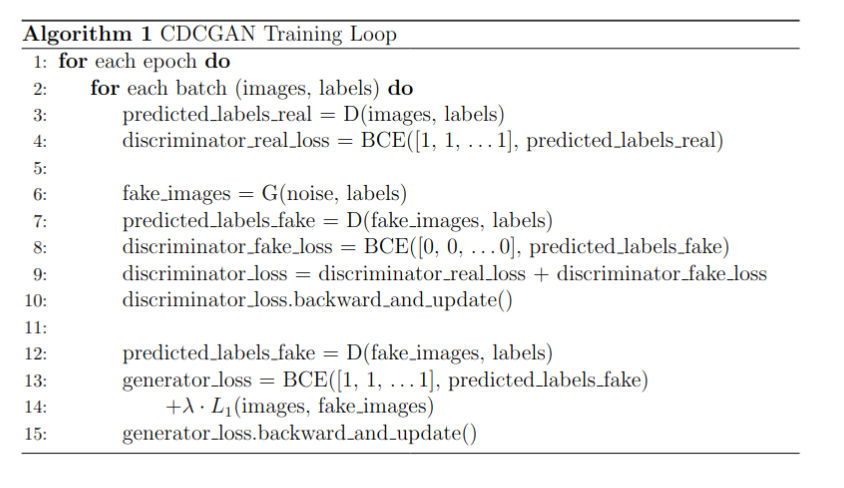 Algorithm 1 CDCGAN Training Loop
1: for each epoch do
2: for each batch (images, labels) do
3: predicted_labels_real = D(images, labels)
4: discriminator_real_loss = BCE([1, 1, ...1], predicted_labels_real)
5:
6: fake_images = G(noise, labels)
7: predicted_labels_fake = D(fake_images, labels)
8: discriminator_fake_loss = BCE([0, 0, ...0], predicted_labels_fake)
9: discriminator_loss = discriminator_real_loss + discriminator_fake_loss
10: discriminator_loss.backward_and_update()
11:
12: predicted_labels_fake = D(fake_images, labels)
13: generator_loss = BCE([1, 1, ...1], predicted_labels_fake)
14: +λ · L₁(images, fake_images)
15: generator_loss.backward_and_update()